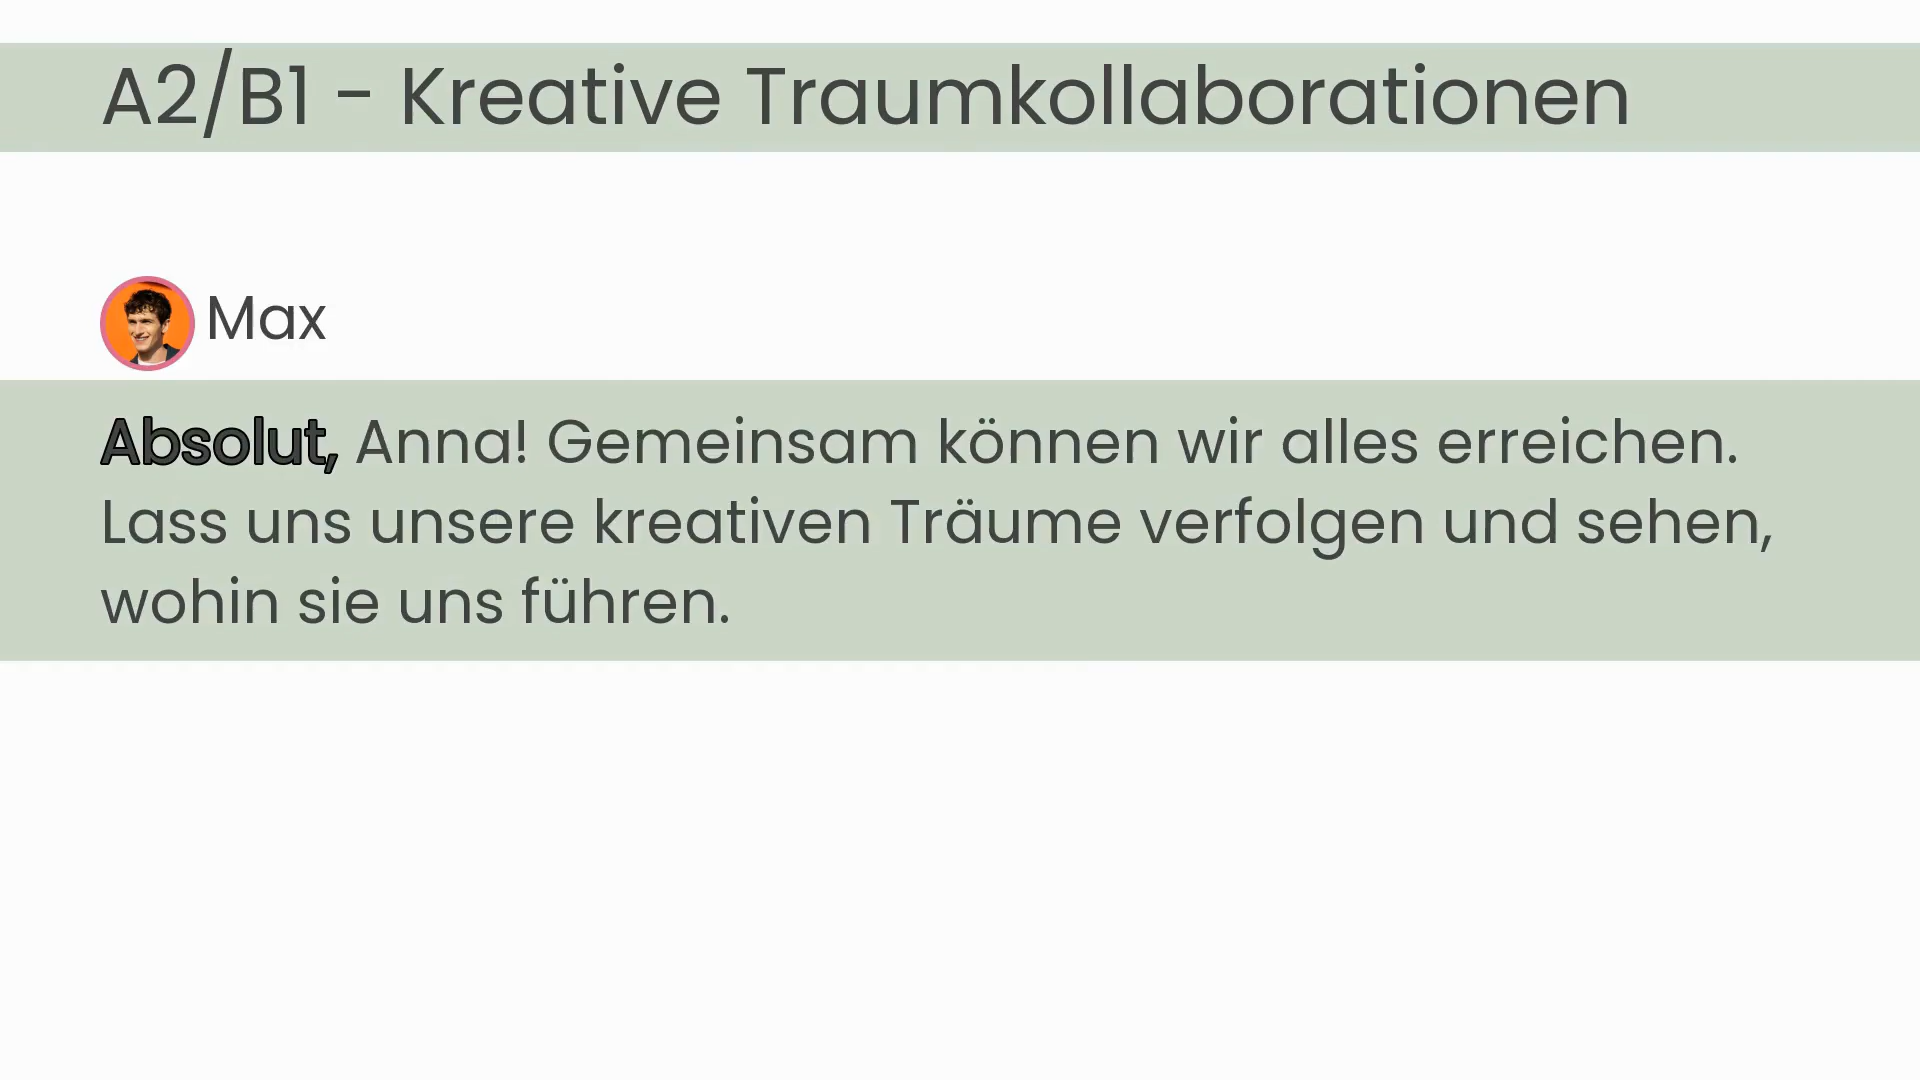 A2/B1 - Kreative Traumkollaborationen
Max
Absolut, Anna! Gemeinsam können wir alles erreichen.
Lass uns unsere kreativen Träume verfolgen und sehen,
wohin sie uns führen.